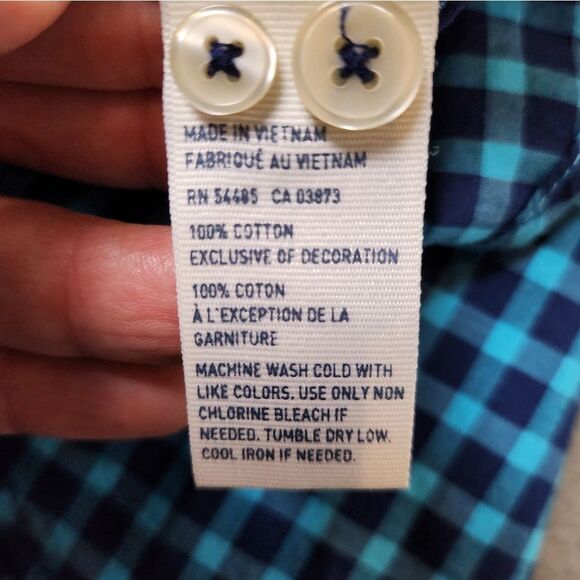 MADE IN VIETNAM
FABRIQUÉ AU VIETNAM
RN 54485 CA 03873
100% COTTON
EXCLUSIVE OF DECORATION
100% COTON
À L'EXCEPTION DE LA
GARNITURE
MACHINE WASH COLD WITH
LIKE COLORS. USE ONLY NON
CHLORINE BLEACH IF
NEEDED. TUMBLE DRY LOW.
COOL IRON IF NEEDED.